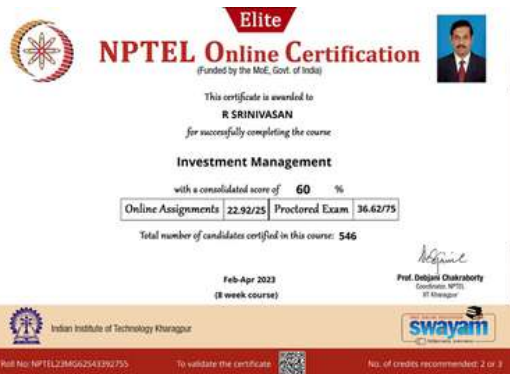 Elite
NPTEL Online Certification
(Funded by the MoE, Govt. of India)
This certificate is awarded to
R SRINIVASAN
for successfully completing the course
Investment Management
with a consolidated score of 60 %
Online Assignments 22.92/25 Proctored Exam 36.62/75
Total number of candidates certified in this course: 546
Feb-Apr 2023
(8 week course)
Prof. Debjani Chakraborty
Coordinator, NPTEL
IIT Kharagpur
Indian Institute of Technology Kharagpur
swayam
Roll No: NPTEL23MG62S43392755
To validate the certificate
No. of credits recommended: 2 or 3